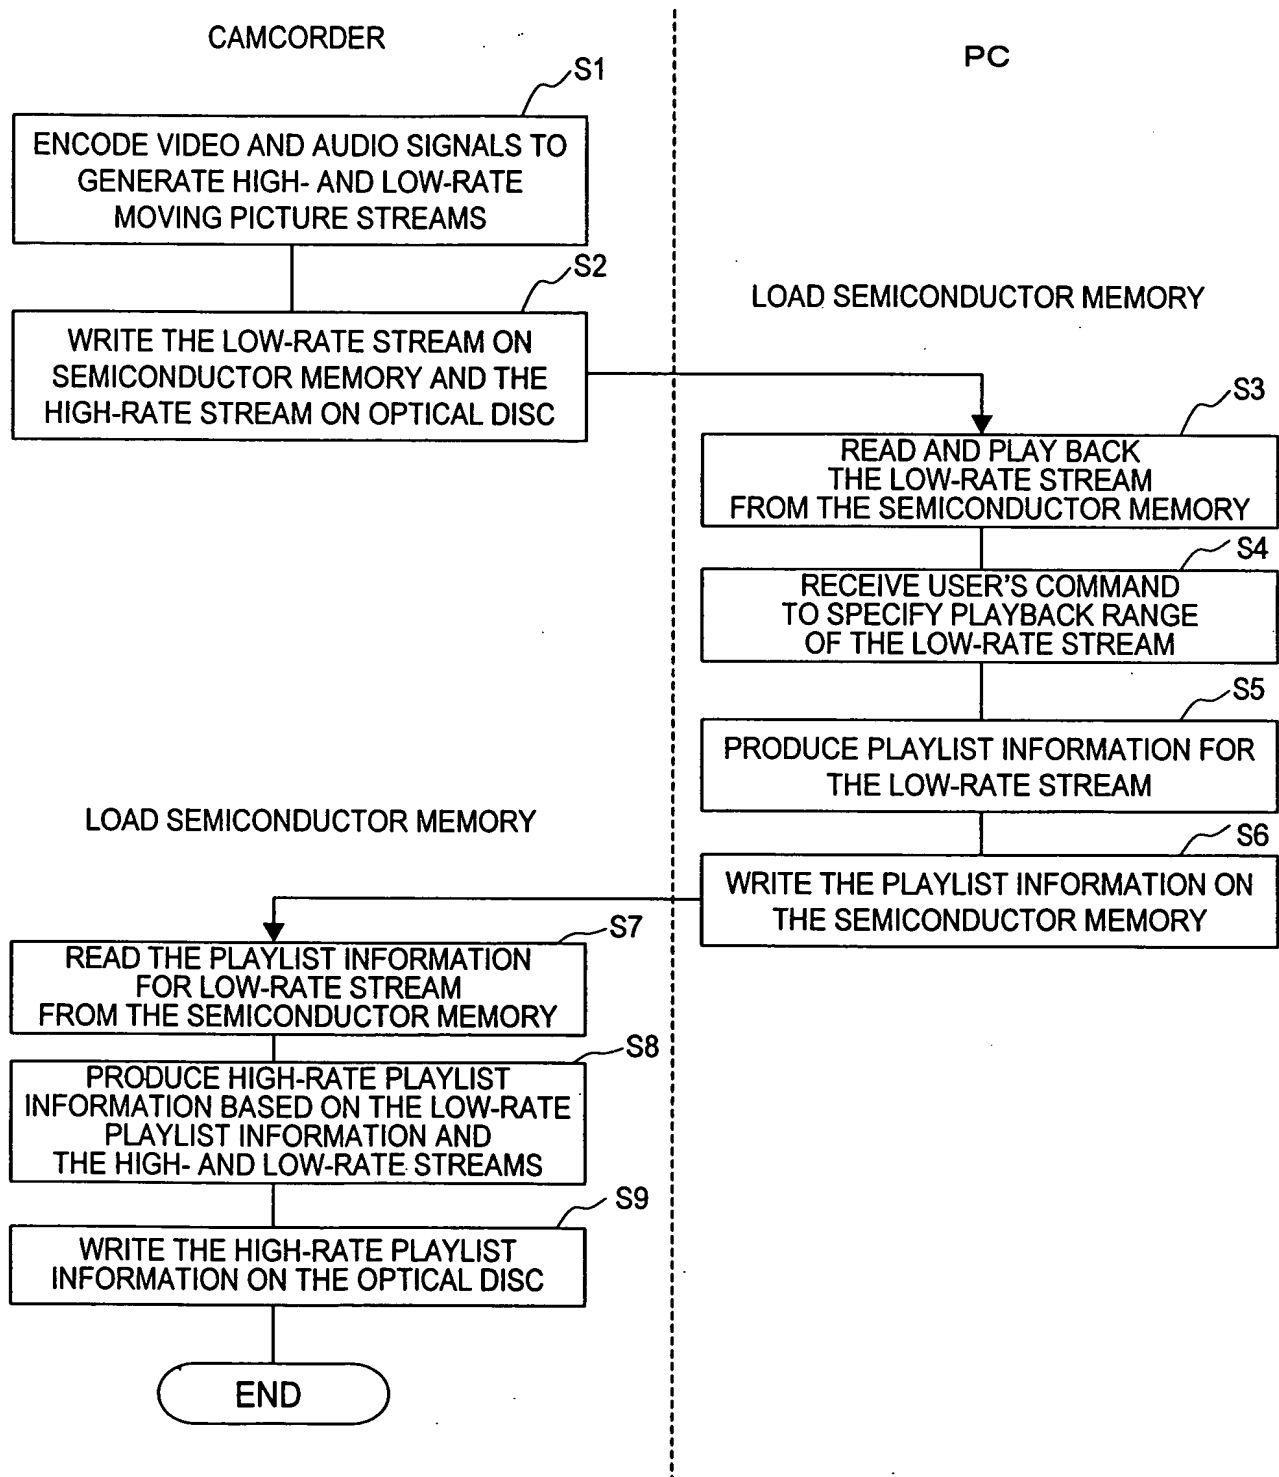 CAMCORDER
PC
S1
ENCODE VIDEO AND AUDIO SIGNALS TO
GENERATE HIGH- AND LOW-RATE
MOVING PICTURE STREAMS
S2
WRITE THE LOW-RATE STREAM ON
SEMICONDUCTOR MEMORY AND THE
HIGH-RATE STREAM ON OPTICAL DISC
LOAD SEMICONDUCTOR MEMORY
S3
READ AND PLAY BACK
THE LOW-RATE STREAM
FROM THE SEMICONDUCTOR MEMORY
S4
RECEIVE USER'S COMMAND
TO SPECIFY PLAYBACK RANGE
OF THE LOW-RATE STREAM
S5
PRODUCE PLAYLIST INFORMATION FOR
THE LOW-RATE STREAM
S6
WRITE THE PLAYLIST INFORMATION ON
THE SEMICONDUCTOR MEMORY
LOAD SEMICONDUCTOR MEMORY
S7
READ THE PLAYLIST INFORMATION
FOR LOW-RATE STREAM
FROM THE SEMICONDUCTOR MEMORY
S8
PRODUCE HIGH-RATE PLAYLIST
INFORMATION BASED ON THE LOW-RATE
PLAYLIST INFORMATION AND
THE HIGH- AND LOW-RATE STREAMS
S9
WRITE THE HIGH-RATE PLAYLIST
INFORMATION ON THE OPTICAL DISC
END